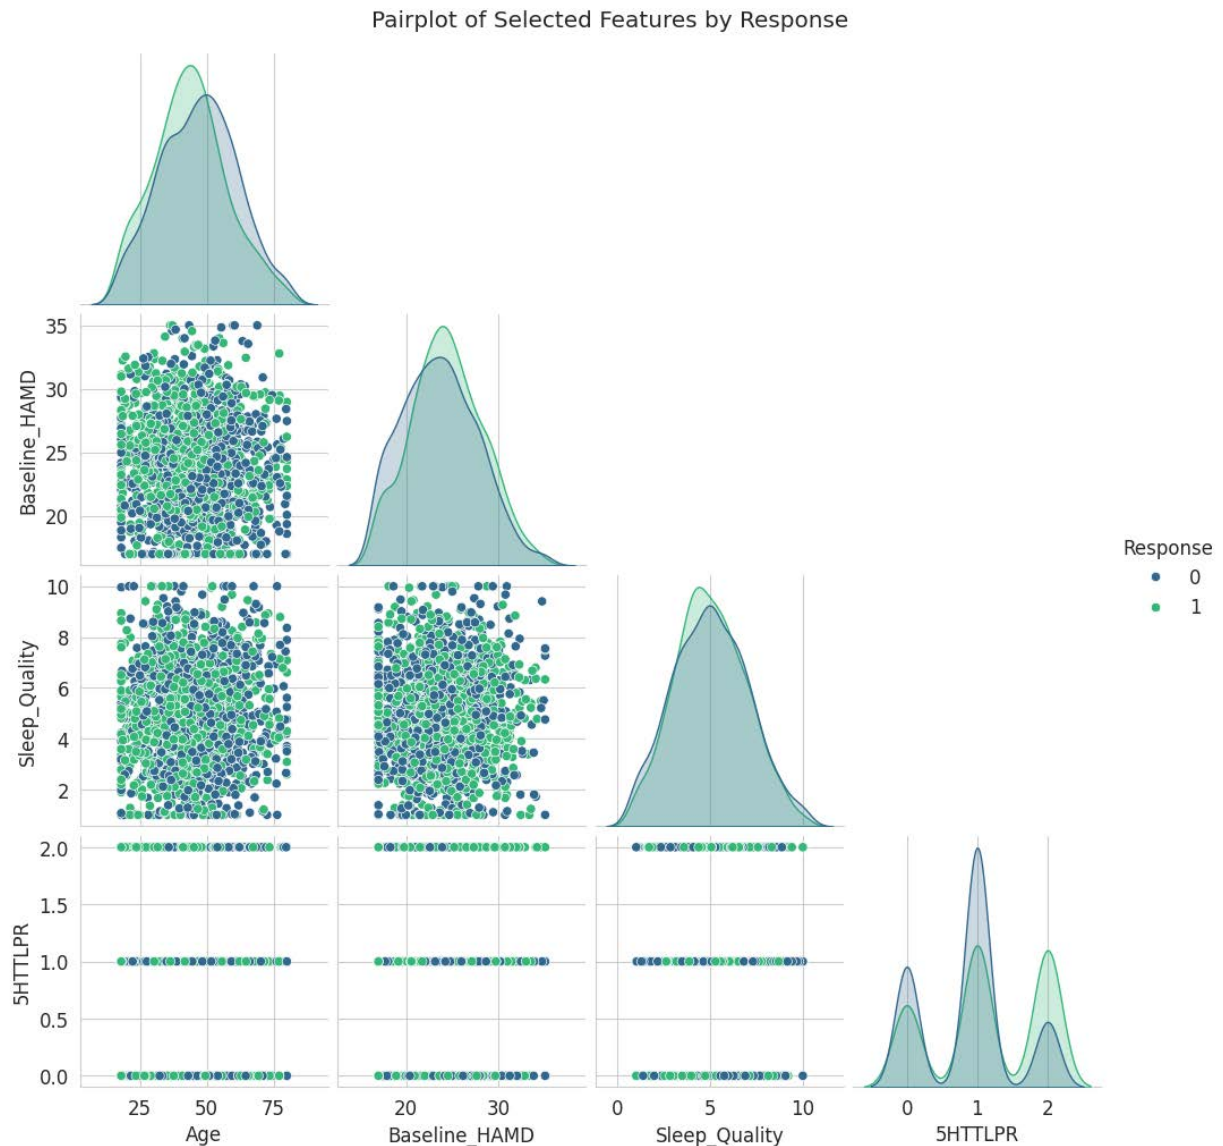 Pairplot of Selected Features by Response
35
30
25
20
Baseline_HAMD
10
8
6
4
2
Sleep_Quality
2.0
1.5
1.0
0.5
0.0
5HTTLPR
25 50 75
Age
20 30
Baseline_HAMD
0 5 10
Sleep_Quality
0 1 2
5HTTLPR
Response
0
1